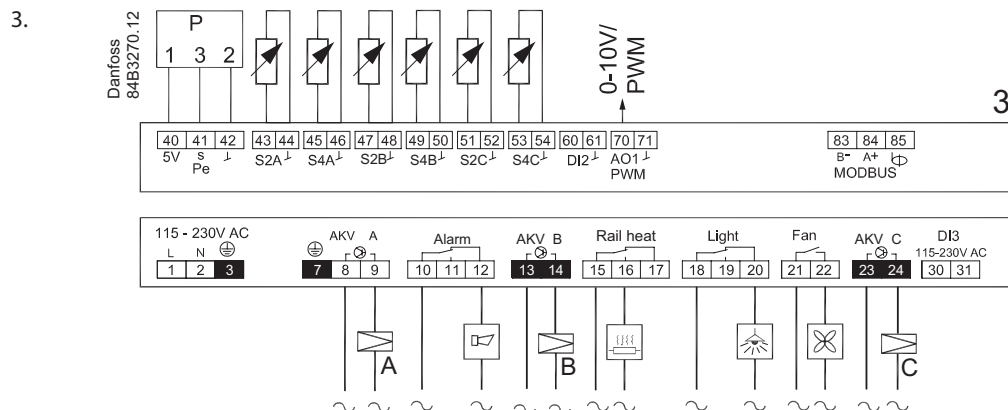 3.
Danfoss
84B3270.12
P
1 3 2
0-10V/
PWM
3
40 41 42 43 44 45 46 47 48 49 50 51 52 53 54 60 61 70 71 83 84 85
5V s S2A S4A S2B S4B S2C S4C DI2 AO1 B- A+
Pe PWM MODBUS
115 - 230V AC AKV A Alarm AKV B Rail heat Light Fan AKV C DI3
L N 115-230V AC
1 2 3 7 8 9 10 11 12 13 14 15 16 17 18 19 20 21 22 23 24 30 31
A B C